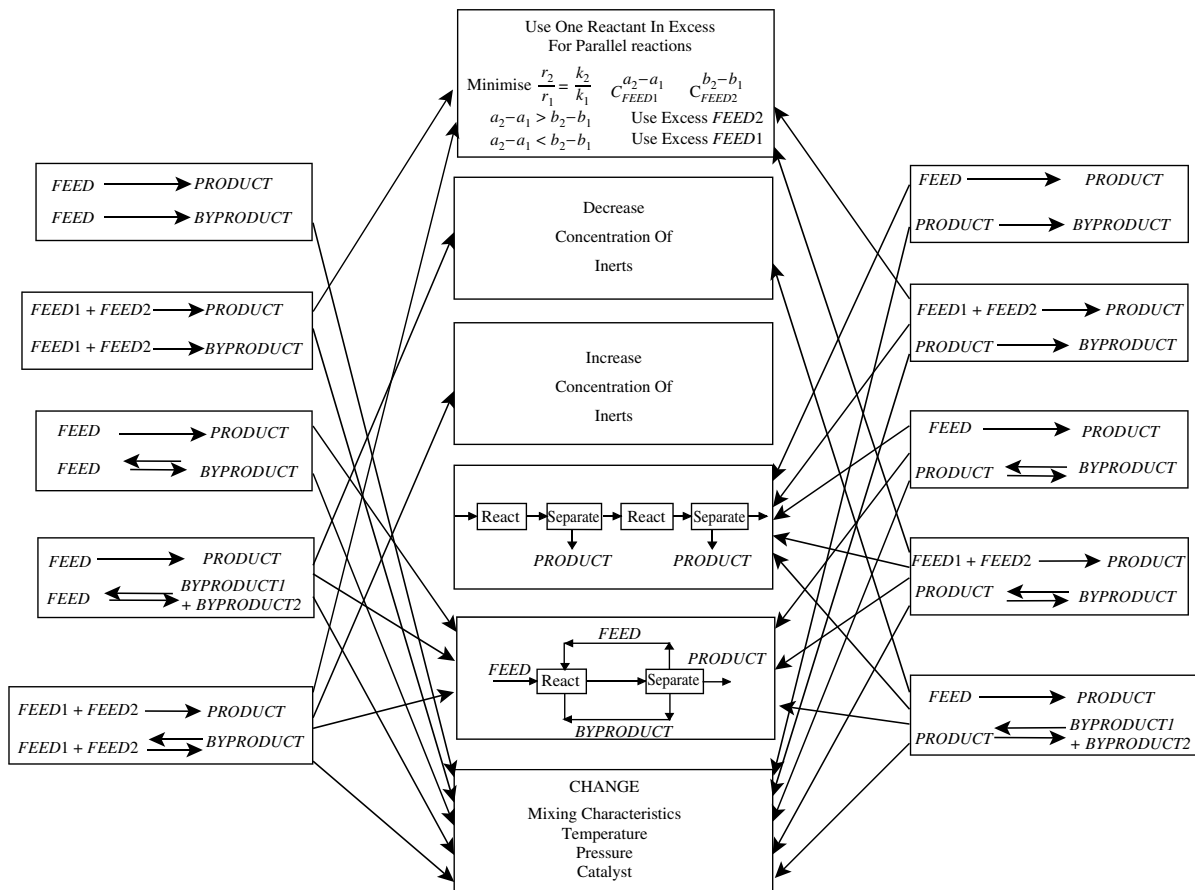 Use One Reactant In Excess
For Parallel reactions
Minimise r₂/r₁ = k₂/k₁ C_FEED1^(a₂−a₁) C_FEED2^(b₂−b₁)
a₂−a₁ > b₂−b₁ Use Excess FEED2
a₂−a₁ < b₂−b₁ Use Excess FEED1
Decrease
Concentration Of
Inerts
Increase
Concentration Of
Inerts
React Separate React Separate
PRODUCT PRODUCT
FEED
FEED React Separate PRODUCT
BYPRODUCT
CHANGE
Mixing Characteristics
Temperature
Pressure
Catalyst
FEED PRODUCT
FEED BYPRODUCT
FEED1 + FEED2 PRODUCT
FEED1 + FEED2 BYPRODUCT
FEED PRODUCT
FEED BYPRODUCT
FEED PRODUCT
FEED BYPRODUCT1
+ BYPRODUCT2
FEED1 + FEED2 PRODUCT
FEED1 + FEED2 BYPRODUCT
FEED PRODUCT
PRODUCT BYPRODUCT
FEED1 + FEED2 PRODUCT
PRODUCT BYPRODUCT
FEED PRODUCT
PRODUCT BYPRODUCT
FEED1 + FEED2 PRODUCT
PRODUCT BYPRODUCT
FEED PRODUCT
PRODUCT BYPRODUCT1
+ BYPRODUCT2